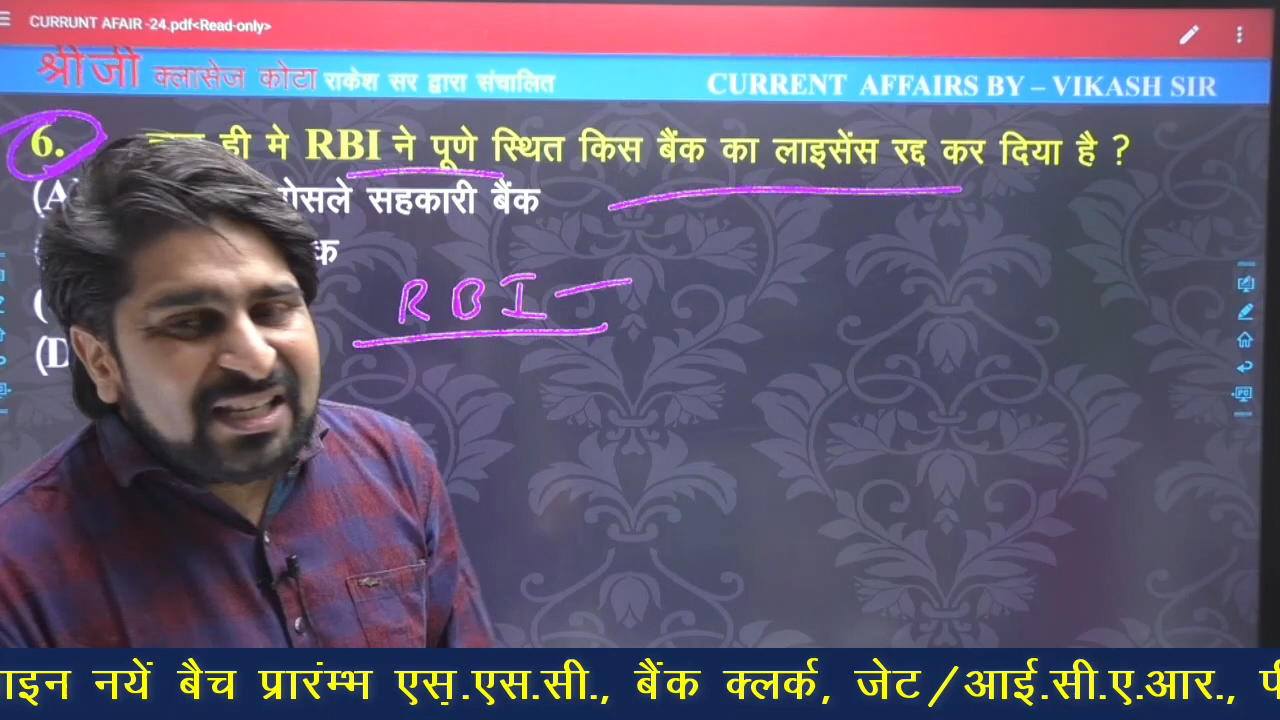 CURRUNT AFAIR -24.pdf<Read-only>
श्रीजी क्लासेज कोटा राकेश सर द्वारा संचालित CURRENT AFFAIRS BY – VIKASH SIR
6. ही मे RBI ने पूणे स्थित किस बैंक का लाइसेंस रद्द कर दिया है ?
(A) सहकारी बैंक
RBI –
(D
नयें बैच प्रारंम्भ एस.एस.सी., बैंक क्लर्क, जेट/आई.सी.ए.आर.,